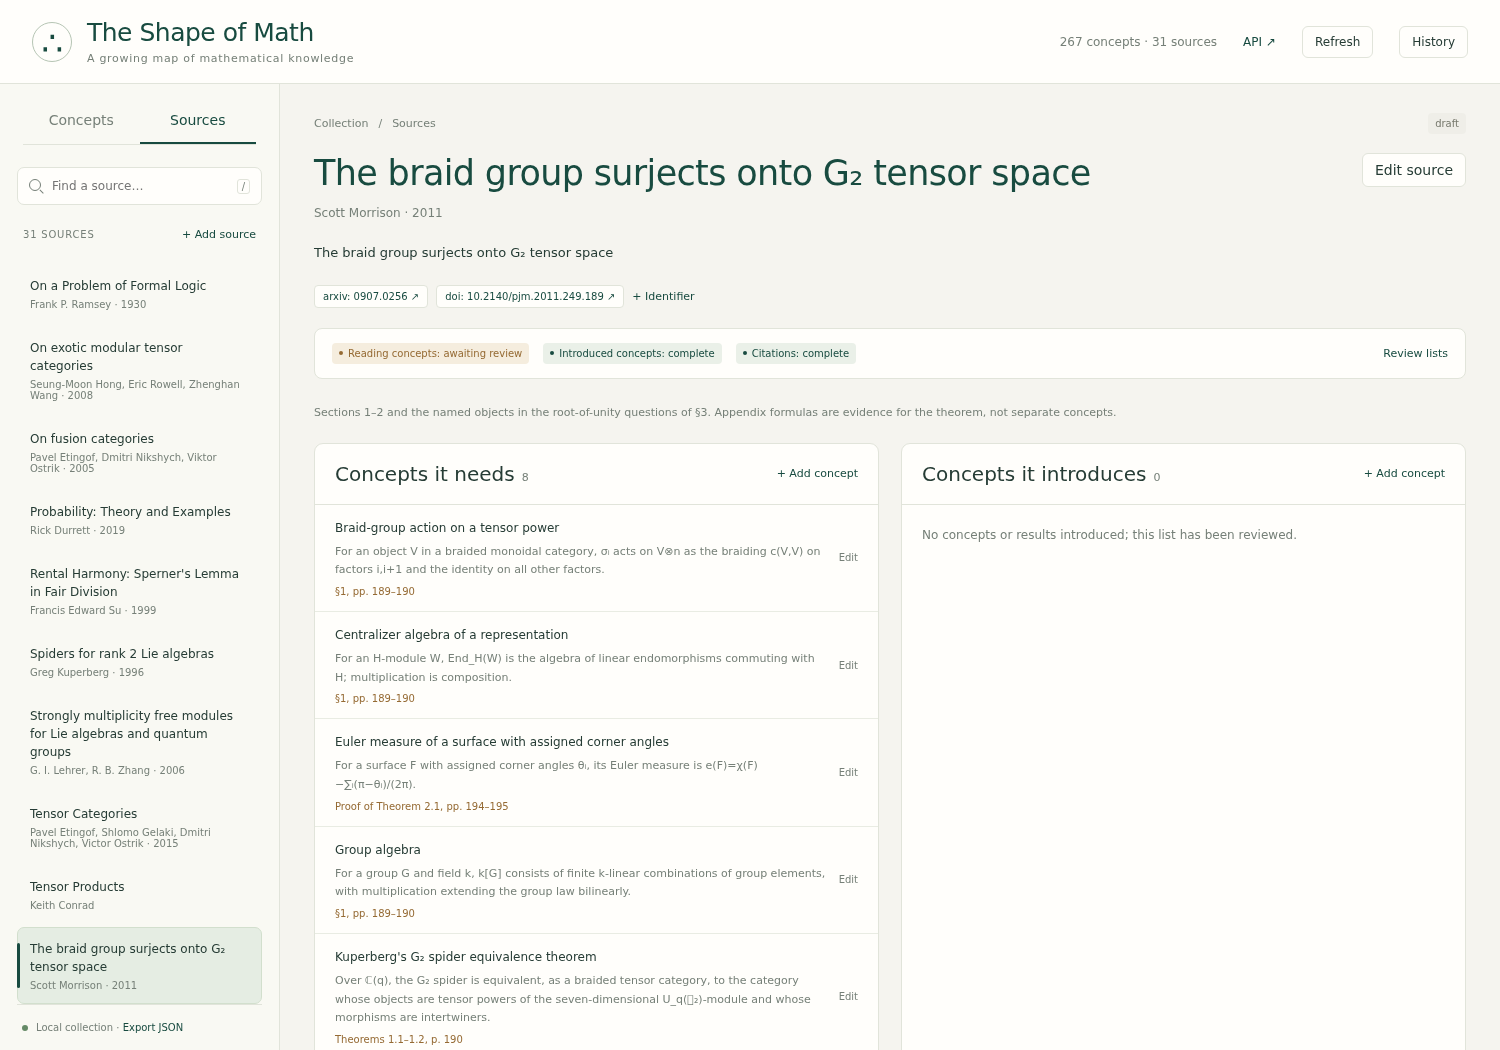 The Shape of Math
A growing map of mathematical knowledge
267 concepts · 31 sources
API ↗
Refresh
History
Concepts
Sources
Find a source…
/
31 SOURCES
+ Add source
On a Problem of Formal Logic
Frank P. Ramsey · 1930
On exotic modular tensor
categories
Seung-Moon Hong, Eric Rowell, Zhenghan
Wang · 2008
On fusion categories
Pavel Etingof, Dmitri Nikshych, Viktor
Ostrik · 2005
Probability: Theory and Examples
Rick Durrett · 2019
Rental Harmony: Sperner's Lemma
in Fair Division
Francis Edward Su · 1999
Spiders for rank 2 Lie algebras
Greg Kuperberg · 1996
Strongly multiplicity free modules
for Lie algebras and quantum
groups
G. I. Lehrer, R. B. Zhang · 2006
Tensor Categories
Pavel Etingof, Shlomo Gelaki, Dmitri
Nikshych, Victor Ostrik · 2015
Tensor Products
Keith Conrad
The braid group surjects onto G₂
tensor space
Scott Morrison · 2011
Local collection · Export JSON
Collection / Sources
draft
The braid group surjects onto G₂ tensor space
Edit source
Scott Morrison · 2011
The braid group surjects onto G₂ tensor space
arxiv: 0907.0256 ↗
doi: 10.2140/pjm.2011.249.189 ↗
+ Identifier
Reading concepts: awaiting review
Introduced concepts: complete
Citations: complete
Review lists
Sections 1–2 and the named objects in the root-of-unity questions of §3. Appendix formulas are evidence for the theorem, not separate concepts.
Concepts it needs 8
+ Add concept
Braid-group action on a tensor power
For an object V in a braided monoidal category, σᵢ acts on V⊗n as the braiding c(V,V) on
factors i,i+1 and the identity on all other factors.
§1, pp. 189–190
Edit
Centralizer algebra of a representation
For an H-module W, End_H(W) is the algebra of linear endomorphisms commuting with
H; multiplication is composition.
§1, pp. 189–190
Edit
Euler measure of a surface with assigned corner angles
For a surface F with assigned corner angles θᵢ, its Euler measure is e(F)=χ(F)
−∑ᵢ(π−θᵢ)/(2π).
Proof of Theorem 2.1, pp. 194–195
Edit
Group algebra
For a group G and field k, k[G] consists of finite k-linear combinations of group elements,
with multiplication extending the group law bilinearly.
§1, pp. 189–190
Edit
Kuperberg's G₂ spider equivalence theorem
Over ℂ(q), the G₂ spider is equivalent, as a braided tensor category, to the category
whose objects are tensor powers of the seven-dimensional U_q(₂)-module and whose
morphisms are intertwiners.
Theorems 1.1–1.2, p. 190
Edit
Concepts it introduces 0
+ Add concept
No concepts or results introduced; this list has been reviewed.